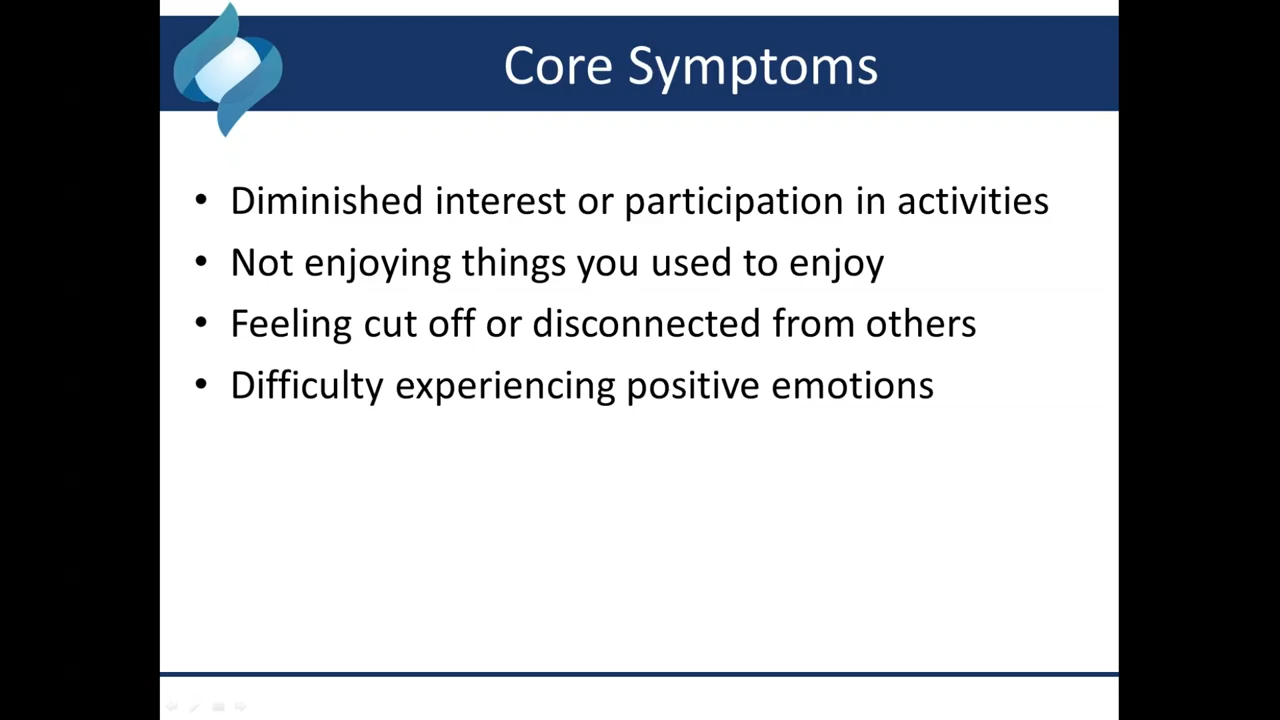 Core Symptoms
• Diminished interest or participation in activities
• Not enjoying things you used to enjoy
• Feeling cut off or disconnected from others
• Difficulty experiencing positive emotions